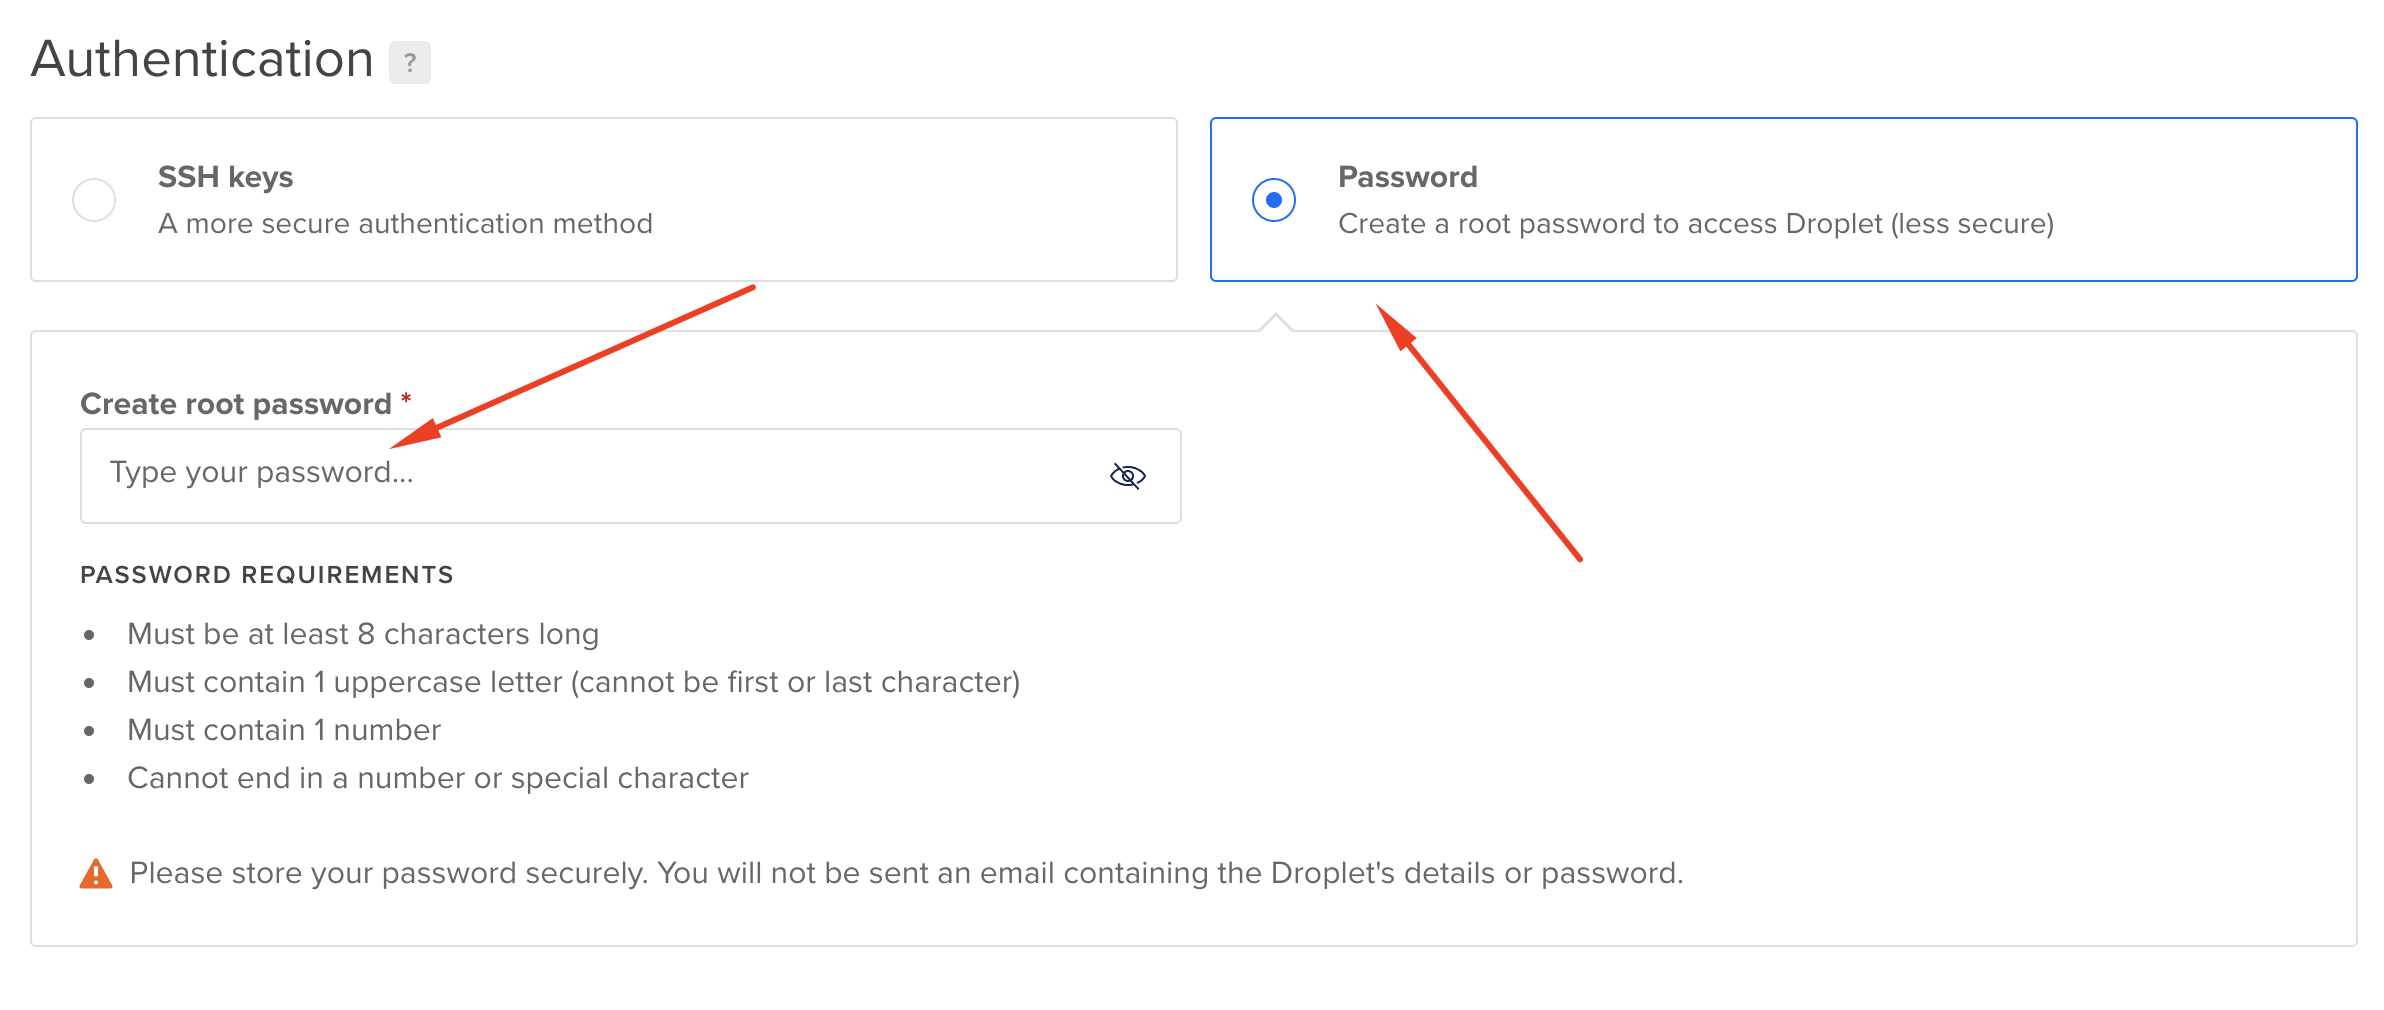 Authentication ?
SSH keys
A more secure authentication method
Password
Create a root password to access Droplet (less secure)
Create root password *
Type your password...
PASSWORD REQUIREMENTS
• Must be at least 8 characters long
• Must contain 1 uppercase letter (cannot be first or last character)
• Must contain 1 number
• Cannot end in a number or special character
Please store your password securely. You will not be sent an email containing the Droplet's details or password.